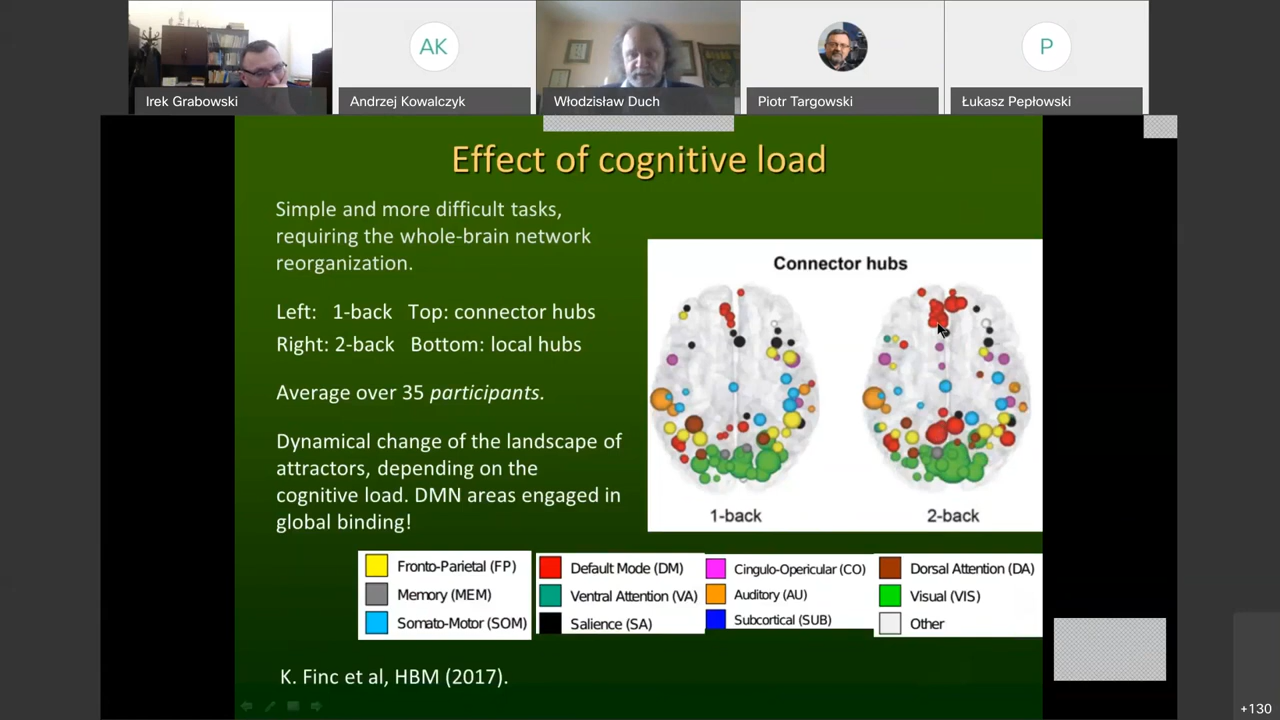 AK
P
Irek Grabowski
Andrzej Kowalczyk
Włodzisław Duch
Piotr Targowski
Łukasz Pepłowski
Effect of cognitive load
Simple and more difficult tasks,
requiring the whole-brain network
reorganization.
Left: 1-back Top: connector hubs
Right: 2-back Bottom: local hubs
Average over 35 participants.
Dynamical change of the landscape of
attractors, depending on the
cognitive load. DMN areas engaged in
global binding!
Connector hubs
1-back
2-back
Fronto-Parietal (FP)
Memory (MEM)
Somato-Motor (SOM)
Default Mode (DM)
Ventral Attention (VA)
Salience (SA)
Cingulo-Opericular (CO)
Auditory (AU)
Subcortical (SUB)
Dorsal Attention (DA)
Visual (VIS)
Other
K. Finc et al, HBM (2017).
+130